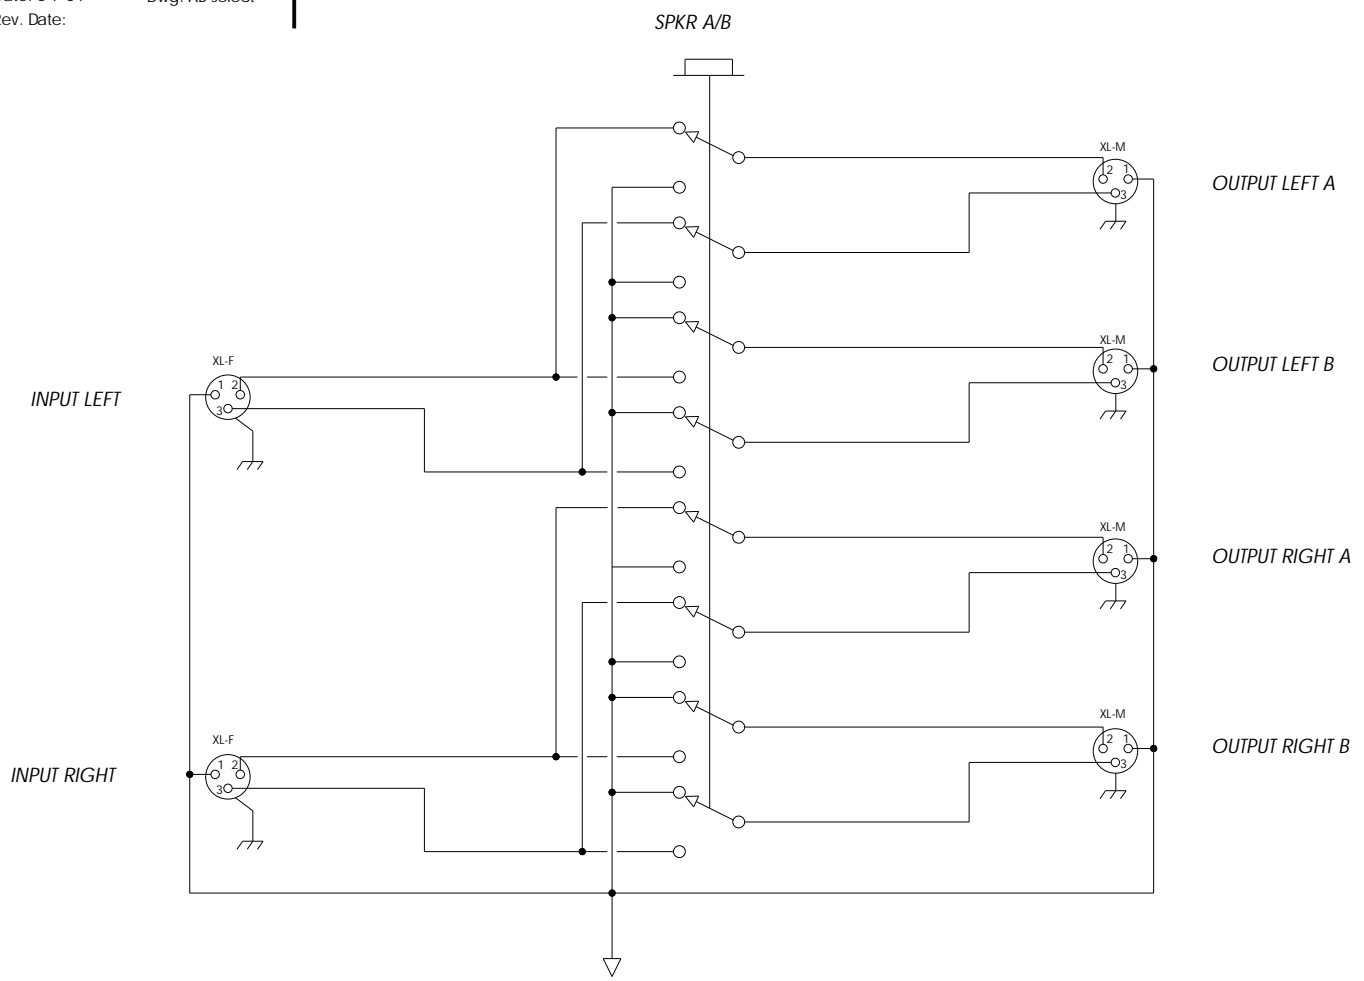 Rev. Date:
SPKR A/B
XL-M
2 1
3
OUTPUT LEFT A
XL-M
2 1
3
OUTPUT LEFT B
XL-F
1 2
3
INPUT LEFT
XL-M
2 1
3
OUTPUT RIGHT A
XL-M
2 1
3
OUTPUT RIGHT B
XL-F
1 2
3
INPUT RIGHT